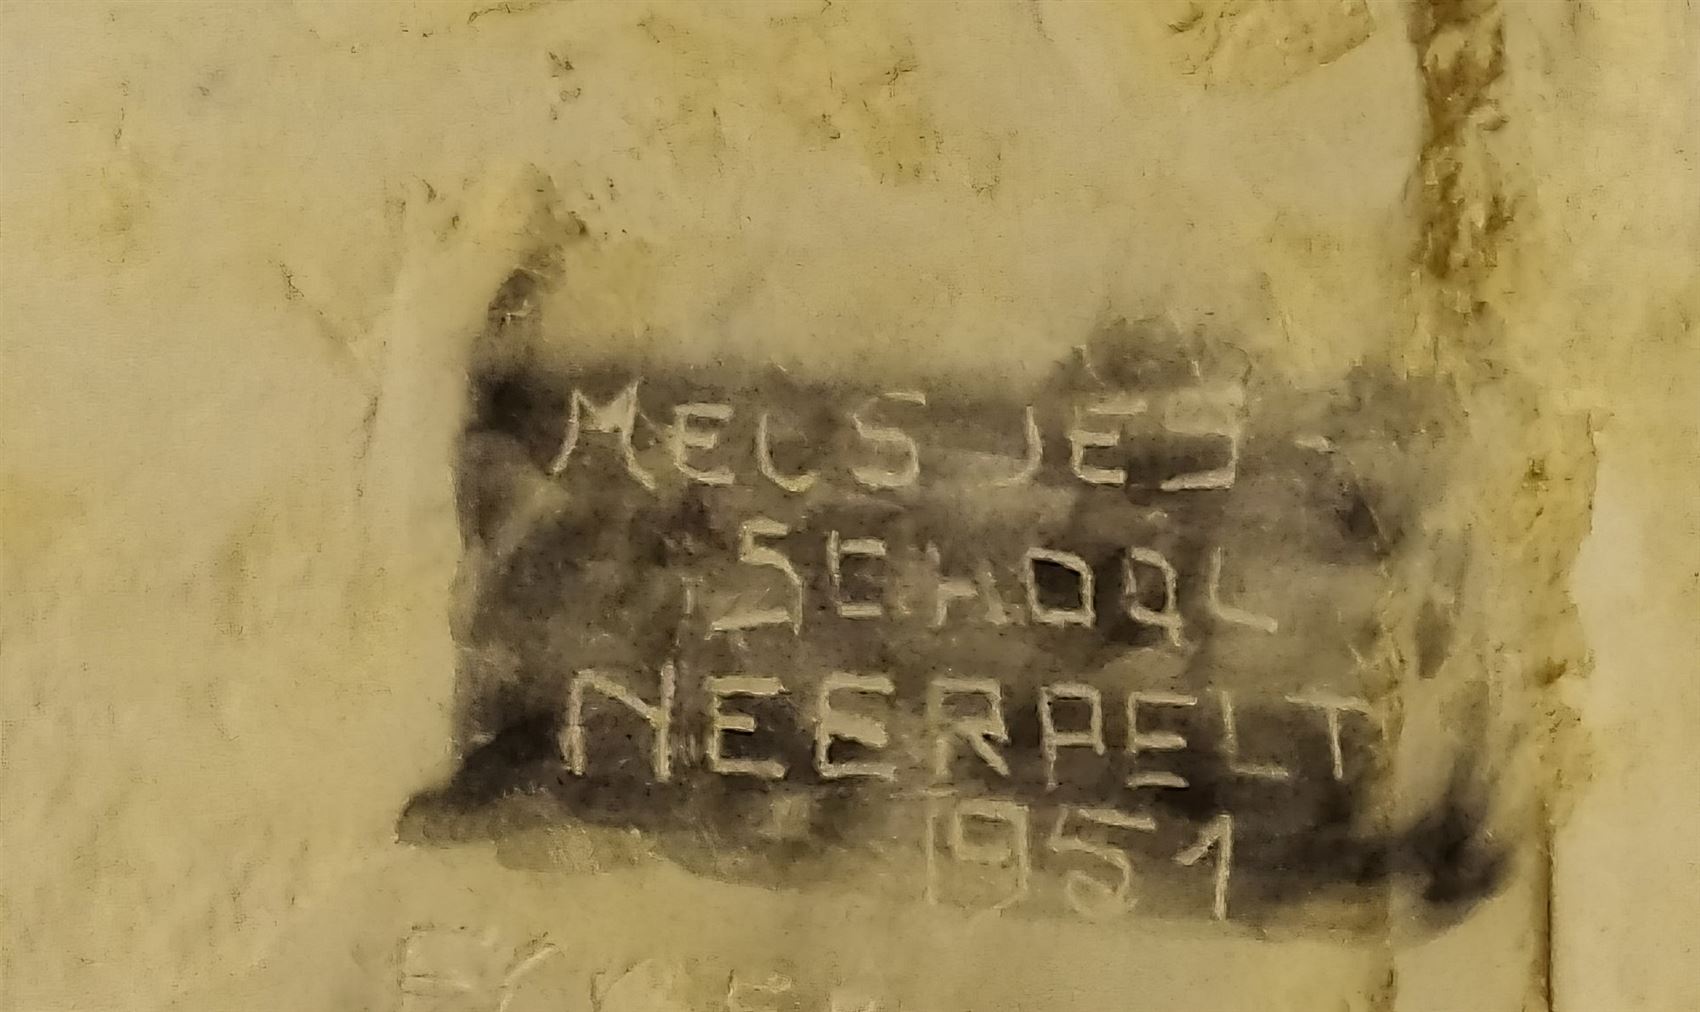 MEISJES-
SCHOOL
NEERPELT
1951